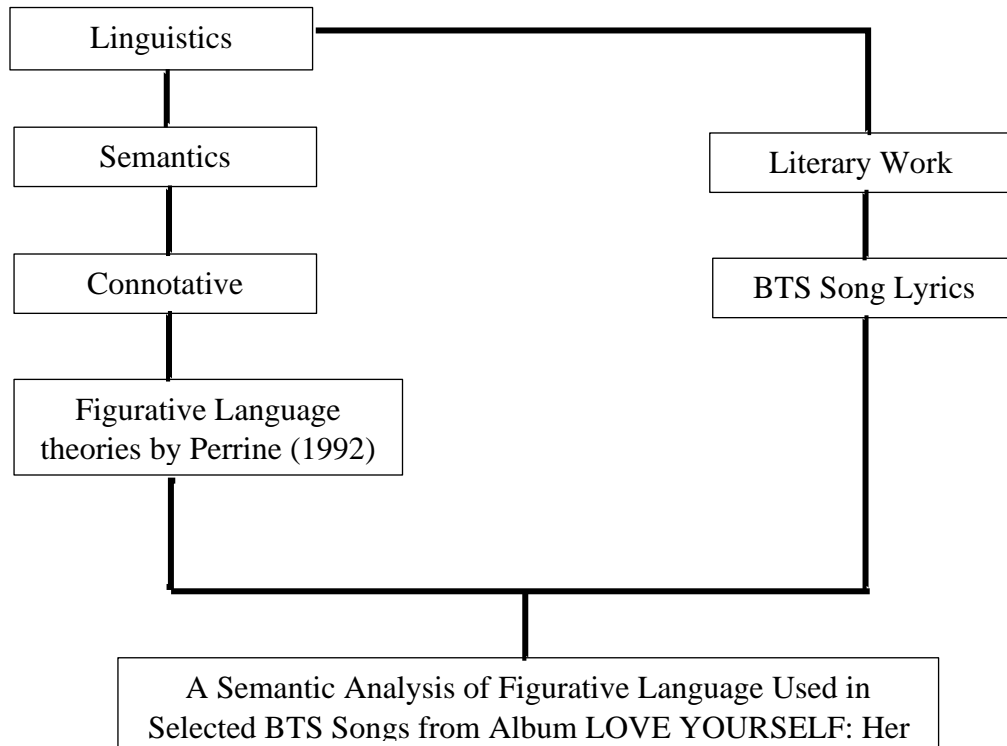 Linguistics
Semantics
Literary Work
Connotative
BTS Song Lyrics
Figurative Language
theories by Perrine (1992)
A Semantic Analysis of Figurative Language Used in
Selected BTS Songs from Album LOVE YOURSELF: Her